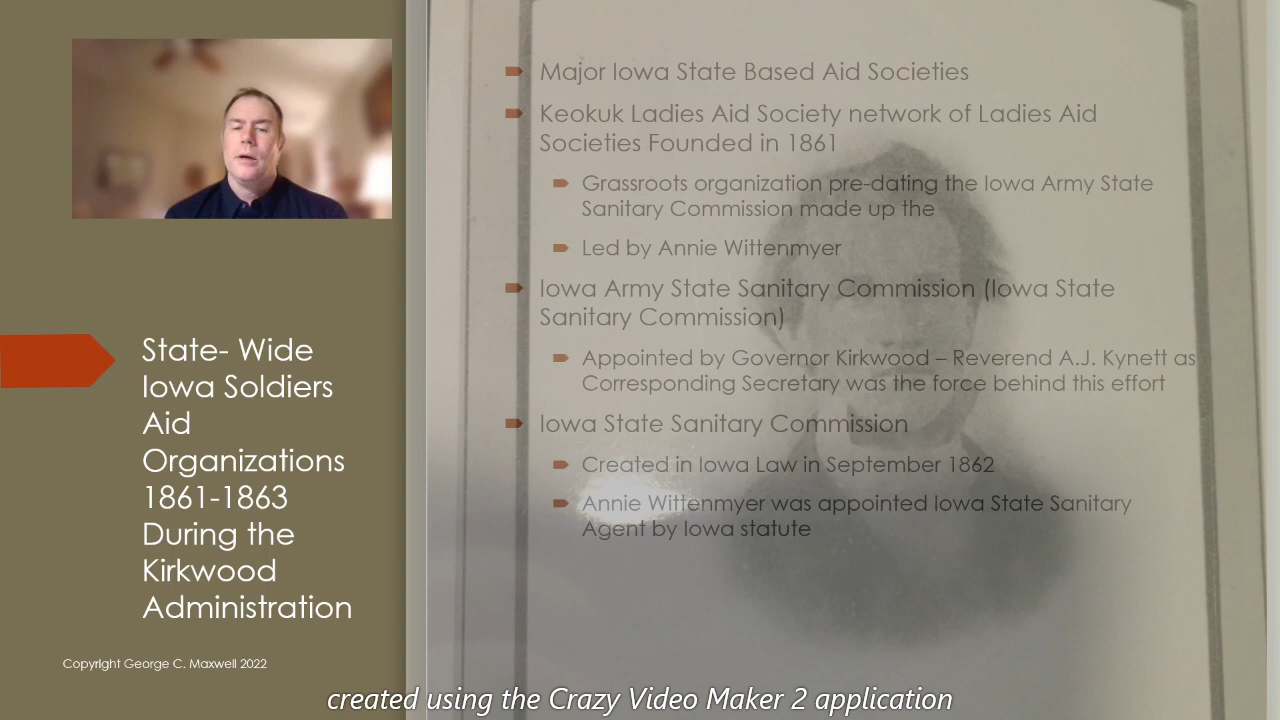 State- Wide
Iowa Soldiers
Aid
Organizations
1861-1863
During the
Kirkwood
Administration
Copyright George C. Maxwell 2022
Major Iowa State Based Aid Societies
Keokuk Ladies Aid Society network of Ladies Aid
Societies Founded in 1861
Grassroots organization pre-dating the Iowa Army State
Sanitary Commission made up the
Led by Annie Wittenmyer
Iowa Army State Sanitary Commission (Iowa State
Sanitary Commission)
Appointed by Governor Kirkwood – Reverend A.J. Kynett as
Corresponding Secretary was the force behind this effort
Iowa State Sanitary Commission
Created in Iowa Law in September 1862
Annie Wittenmyer was appointed Iowa State Sanitary
Agent by Iowa statute
created using the Crazy Video Maker 2 application